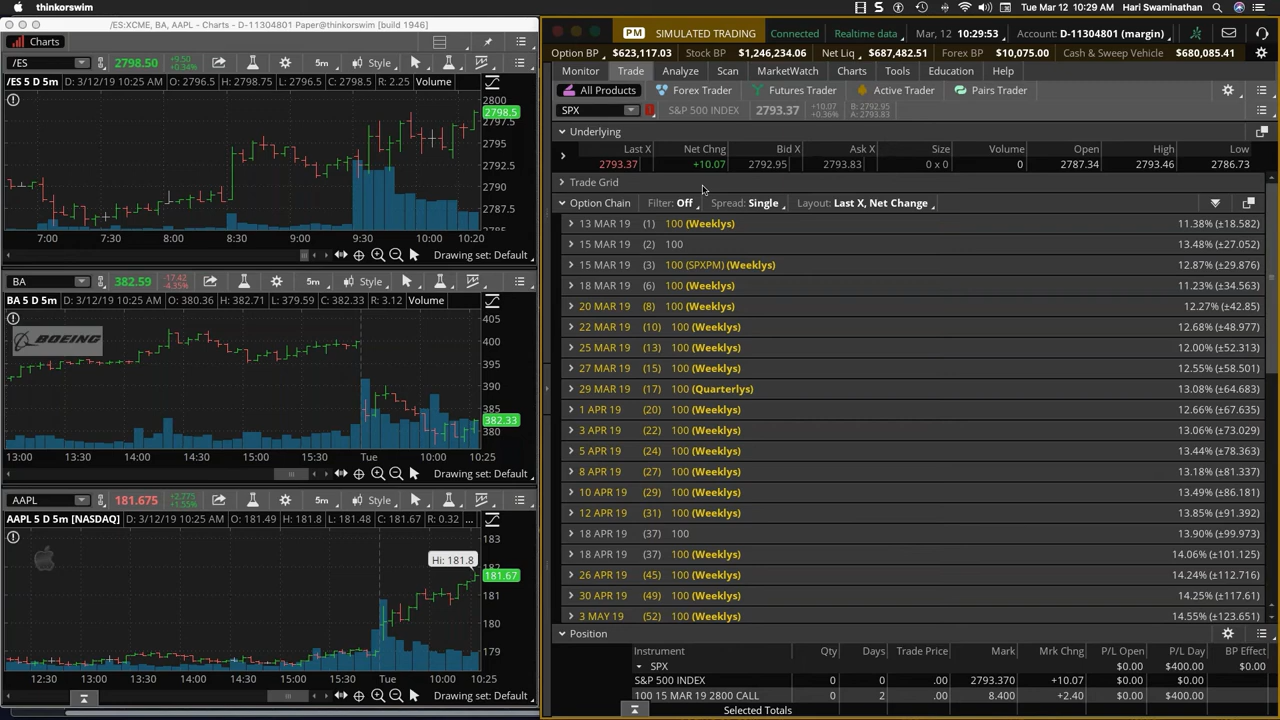 thinkorswim
Tue Mar 12 10:29 AM Hari Swaminathan
/ES:XCME, BA, AAPL - Charts - D-11304801 Paper@thinkorswim [build 1946]
Charts
/ES 2798.50 +9.50 +0.34% 5m Style
/ES 5 D 5m D: 3/12/19 10:25 AM O: 2796.5 H: 2798.75 L: 2796.5 C: 2798.5 R: 2.25 Volume
2800
2798.5
2797.5
2795
2792.5
2790
2787.5
7:00 7:30 8:00 8:30 9:00 9:30 10:00 10:20
Drawing set: Default
BA 382.59 -17.42 -4.35% 5m Style
BA 5 D 5m D: 3/12/19 10:25 AM O: 380.36 H: 382.71 L: 379.59 C: 382.33 R: 3.12 Volume
BOEING
405
400
395
390
385
382.33
380
13:00 13:30 14:00 14:30 15:00 15:30 Tue 10:00 10:25
Drawing set: Default
AAPL 181.675 +2.775 +1.55% 5m Style
AAPL 5 D 5m [NASDAQ] D: 3/12/19 10:25 AM O: 181.49 H: 181.8 L: 181.48 C: 181.67 R: 0.32 ...
183
Hi: 181.8
182
181.67
181
180
179
12:30 13:00 13:30 14:00 14:30 15:00 15:30 Tue 10:00 10:25
Drawing set: Default
PM SIMULATED TRADING Connected Realtime data Mar, 12 10:29:53 Account: D-11304801 (margin)
Option BP $623,117.03 Stock BP $1,246,234.06 Net Liq $687,482.51 Forex BP $10,075.00 Cash & Sweep Vehicle $680,085.41
Monitor Trade Analyze Scan MarketWatch Charts Tools Education Help
All Products Forex Trader Futures Trader Active Trader Pairs Trader
SPX S&P 500 INDEX 2793.37 +10.07 +0.36% B: 2792.95 A: 2793.83
Underlying
Last X Net Chng Bid X Ask X Size Volume Open High Low
2793.37 +10.07 2792.95 2793.83 0 x 0 0 2787.34 2793.46 2786.73
Trade Grid
Option Chain Filter: Off Spread: Single Layout: Last X, Net Change
13 MAR 19 (1) 100 (Weeklys) 11.38% (±18.582)
15 MAR 19 (2) 100 13.48% (±27.052)
15 MAR 19 (3) 100 (SPXPM) (Weeklys) 12.87% (±29.876)
18 MAR 19 (6) 100 (Weeklys) 11.23% (±34.563)
20 MAR 19 (8) 100 (Weeklys) 12.27% (±42.85)
22 MAR 19 (10) 100 (Weeklys) 12.68% (±48.977)
25 MAR 19 (13) 100 (Weeklys) 12.00% (±52.313)
27 MAR 19 (15) 100 (Weeklys) 12.55% (±58.501)
29 MAR 19 (17) 100 (Quarterlys) 13.08% (±64.683)
1 APR 19 (20) 100 (Weeklys) 12.66% (±67.635)
3 APR 19 (22) 100 (Weeklys) 13.06% (±73.029)
5 APR 19 (24) 100 (Weeklys) 13.44% (±78.363)
8 APR 19 (27) 100 (Weeklys) 13.18% (±81.337)
10 APR 19 (29) 100 (Weeklys) 13.49% (±86.181)
12 APR 19 (31) 100 (Weeklys) 13.5% (±91.392)
18 APR 19 (37) 100 13.90% (±99.973)
18 APR 19 (37) 100 (Weeklys) 14.06% (±101.125)
26 APR 19 (45) 100 (Weeklys) 14.24% (±112.716)
30 APR 19 (49) 100 (Weeklys) 14.25% (±117.61)
3 MAY 19 (52) 100 (Weeklys) 14.55% (±123.651)
Position
Instrument Qty Days Trade Price Mark Mrk Chng P/L Open P/L Day BP Effect
SPX $0.00 $400.00 $0.00
S&P 500 INDEX 0 0 .00 2793.370 +10.07 $0.00 $0.00
100 15 MAR 19 2800 CALL 0 2 .00 8.400 +2.40 $0.00 $400.00
Selected Totals